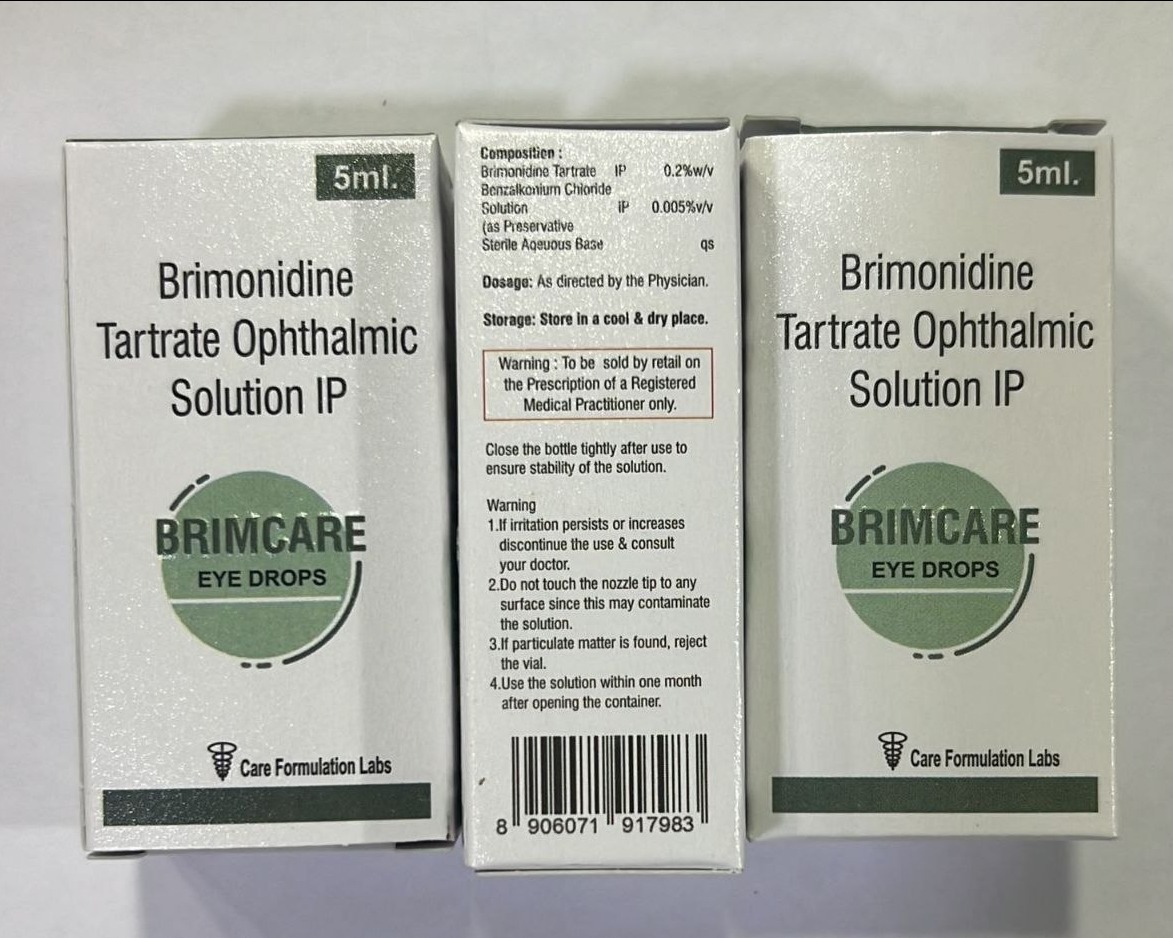 5ml.
Brimonidine
Tartrate Ophthalmic
Solution IP
BRIMCARE
EYE DROPS
Care Formulation Labs
Composition :
Brimonidine Tartrate IP 0.2%w/v
Benzalkonium Chloride
Solution IP 0.005%v/v
(as Preservative
Sterile Aqeuous Base qs
Dosage: As directed by the Physician.
Storage: Store in a cool & dry place.
Warning : To be sold by retail on
the Prescription of a Registered
Medical Practitioner only.
Close the bottle tightly after use to
ensure stability of the solution.
Warning
1.If irritation persists or increases
discontinue the use & consult
your doctor.
2.Do not touch the nozzle tip to any
surface since this may contaminate
the solution.
3.If particulate matter is found, reject
the vial.
4.Use the solution within one month
after opening the container.
8 906071 917983
5ml.
Brimonidine
Tartrate Ophthalmic
Solution IP
BRIMCARE
EYE DROPS
Care Formulation Labs